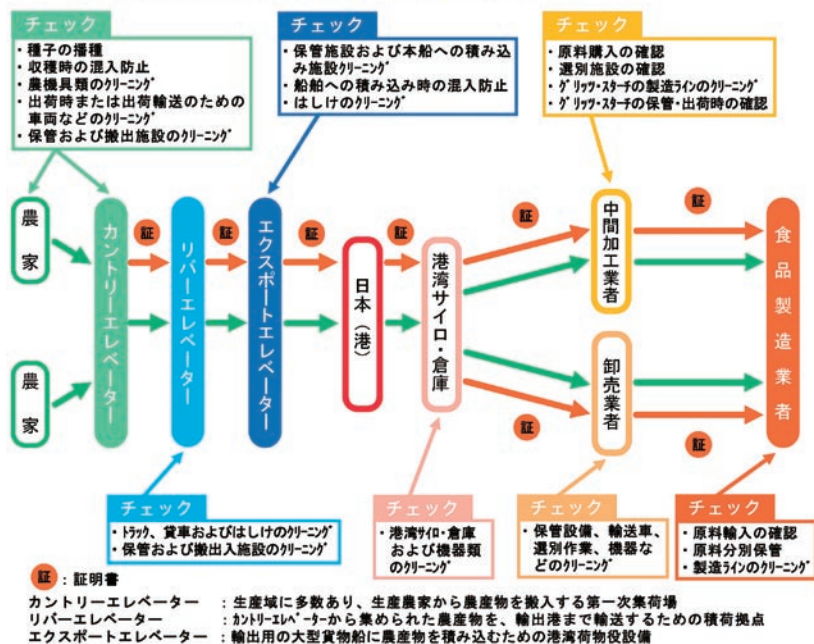 チェック
・種子の播種
・収穫時の混入防止
・農機具類のクリーニング
・出荷時または出荷輸送のための
車両などのクリーニング
・保管および搬出施設のクリーニング
チェック
・保管施設および本船への積み込
み施設クリーニング
・船舶への積み込み時の混入防止
・はしけのクリーニング
チェック
・原料購入の確認
・選別施設の確認
・グリッツ・スターチの製造ラインのクリーニング
・グリッツ・スターチの保管・出荷時の確認
農家
農家
カントリーエレベーター
証
リバーエレベーター
証
エクスポートエレベーター
証
日本(港)
証
港湾サイロ・倉庫
証
証
中間加工業者
卸売業者
証
証
食品製造業者
チェック
・トラック、貨車およびはしけのクリーニング
・保管および搬出入施設のクリーニング
チェック
・港湾サイロ・倉庫
および機器類
のクリーニング
チェック
・保管設備、輸送車、
選別作業、機器な
どのクリーニング
チェック
・原料輸入の確認
・原料分別保管
・製造ラインのクリーニング
証:証明書
カントリーエレベーター :生産域に多数あり、生産農家から農産物を搬入する第一次集荷場
リバーエレベーター :カントリーエレベーターから集められた農産物を、輸出港まで輸送するための積荷拠点
エクスポートエレベーター :輸出用の大型貨物船に農産物を積み込むための港湾荷物役設備